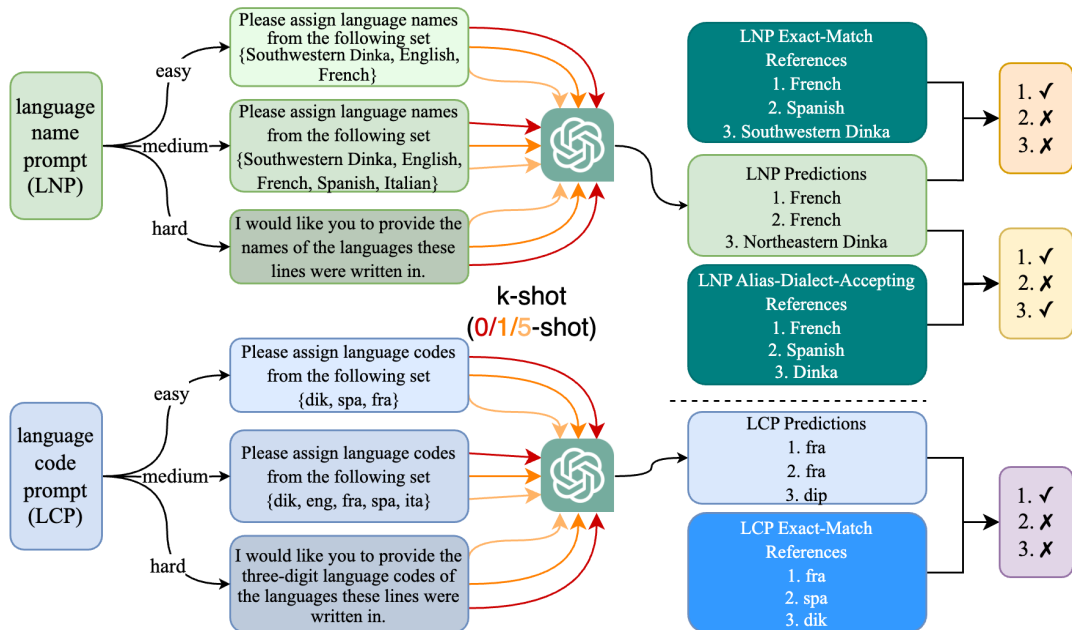 language
name
prompt
(LNP)
easy
medium
hard
Please assign language names
from the following set
{Southwestern Dinka, English,
French}
Please assign language names
from the following set
{Southwestern Dinka, English,
French, Spanish, Italian}
I would like you to provide the
names of the languages these
lines were written in.
LNP Exact-Match
References
1. French
2. Spanish
3. Southwestern Dinka
LNP Predictions
1. French
2. French
3. Northeastern Dinka
LNP Alias-Dialect-Accepting
References
1. French
2. Spanish
3. Dinka
1. ✓
2. ✗
3. ✗
1. ✓
2. ✗
3. ✓
k-shot
(0/1/5-shot)
language
code
prompt
(LCP)
easy
medium
hard
Please assign language codes
from the following set
{dik, spa, fra}
Please assign language codes
from the following set
{dik, eng, fra, spa, ita}
I would like you to provide the
three-digit language codes of
the languages these lines were
written in.
LCP Predictions
1. fra
2. fra
3. dip
LCP Exact-Match
References
1. fra
2. spa
3. dik
1. ✓
2. ✗
3. ✗